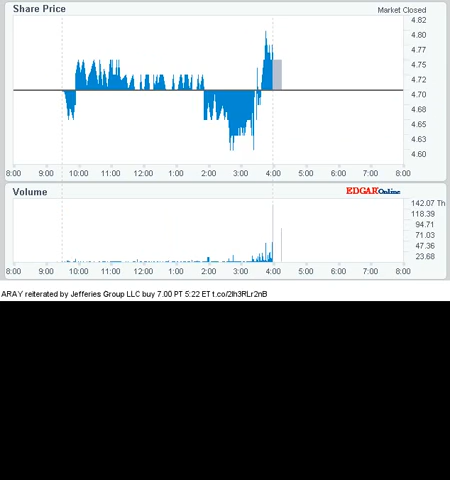 Share Price
Market Closed
4.82
4.80
4.77
4.75
4.72
4.70
4.68
4.65
4.63
4.60
8:00 9:00 10:00 11:00 12:00 1:00 2:00 3:00 4:00 5:00 6:00 7:00 8:00
Volume
EDGAROnline
142.07 Th
118.39
94.71
71.03
47.36
23.68
8:00 9:00 10:00 11:00 12:00 1:00 2:00 3:00 4:00 5:00 6:00 7:00 8:00
ARAY reiterated by Jefferies Group LLC buy 7.00 PT 5:22 ET t.co/2lh3RLr2nB